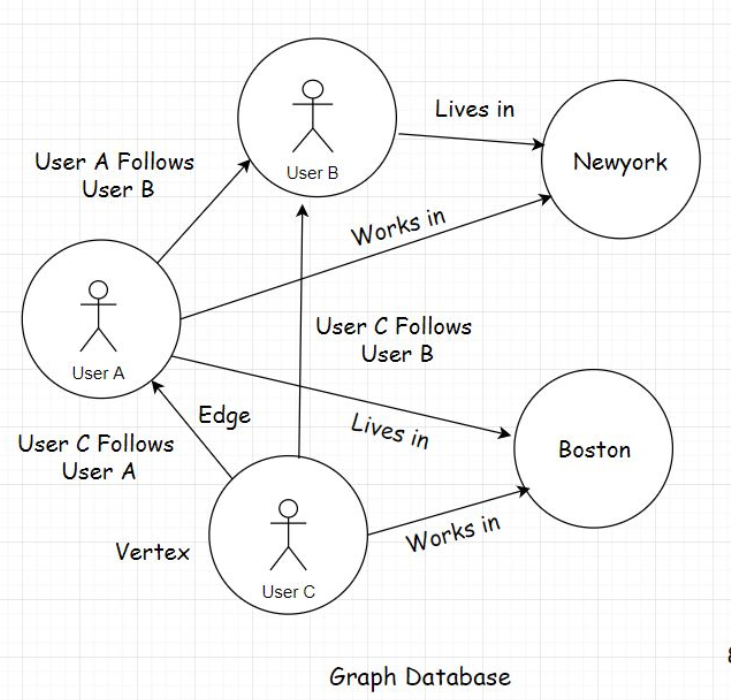 Lives in
User B
Newyork
User A Follows
User B
Works in
User C Follows
User B
User A
Edge
Lives in
User C Follows
User A
Boston
Works in
Vertex
User C
Graph Database